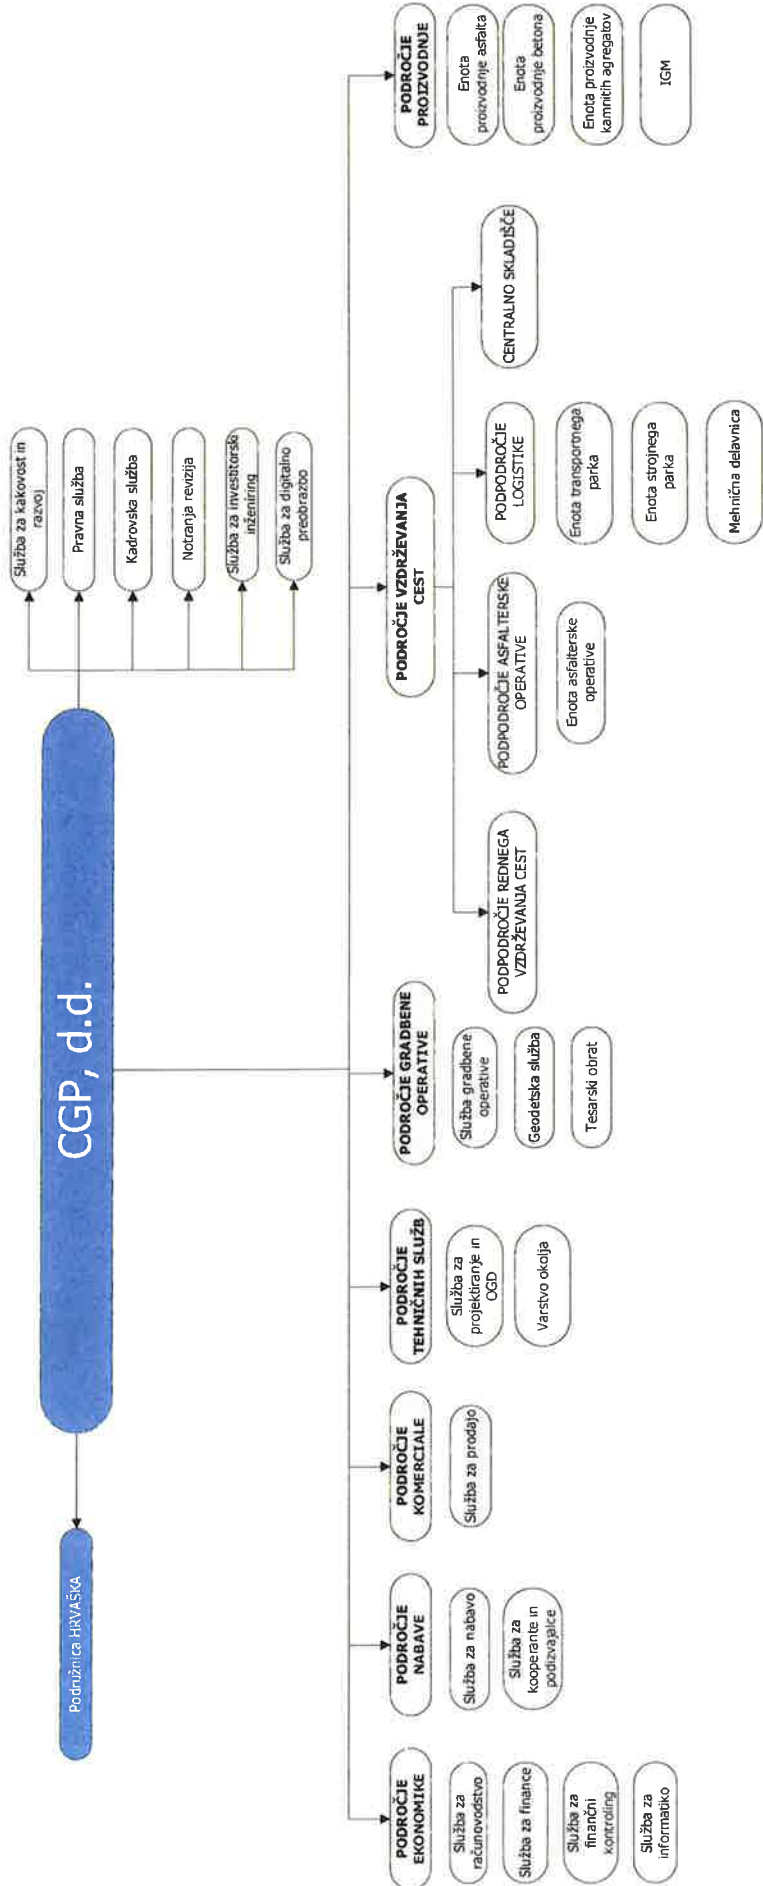 CGP, d.d.
Podružnica HRVAŠKA
Služba za kakovost in
razvoj
Pravna služba
Kadrovska služba
Notranja revizija
Služba za investitorski
inženiring
Služba za digitalno
preobrazbo
PODROČJE
EKONOMIKE
Služba za
računovodstvo
Služba za finance
Služba za
finančni
kontroling
Služba za
informatiko
PODROČJE
NABAVE
Služba za nabavo
Služba za
kooperante in
podizvajalce
PODROČJE
KOMERCIALE
Služba za prodajo
PODROČJE
TEHNIČNIH SLUŽB
Služba za
projektiranje in
OGD
Varstvo okolja
PODROČJE GRADBENE
OPERATIVE
Služba gradbene
operative
Geodetska služba
Tesarski obrat
PODROČJE VZDRŽEVANJA
CEST
PODPODROČJE REDNEGA
VZDRŽEVANJA CEST
PODPODROČJE ASFALTERSKE
OPERATIVE
Enota asfalterske
operative
PODPODROČJE
LOGISTIKE
Enota transportnega
parka
Enota strojnega
parka
Mehnična delavnica
CENTRALNO SKLADIŠČE
PODROČJE
PROIZVODNJE
Enota
proizvodnje asfalta
Enota
proizvodnje betona
Enota proizvodnje
kamnitih agregatov
IGM